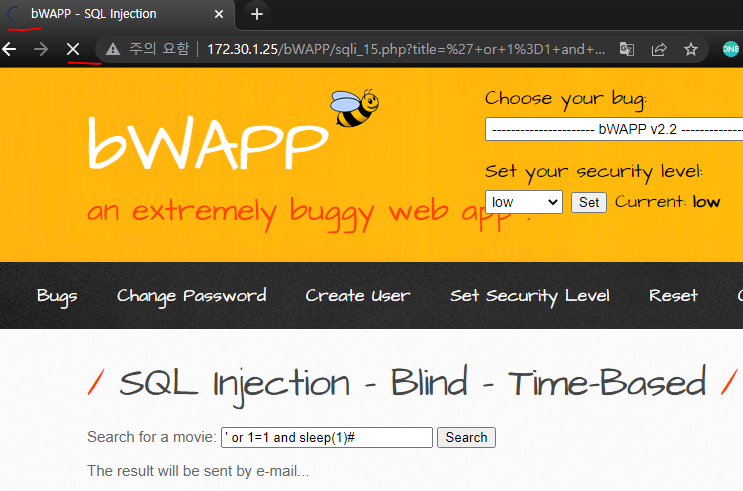 bWAPP - SQL Injection
주의 요함 172.30.1.25/bWAPP/sqli_15.php?title=%27+or+1%3D1+and+...
bWAPP
an extremely buggy web app !
Choose your bug:
---------------------- bWAPP v2.2 --------------
Set your security level:
low Set Current: low
Bugs Change Password Create User Set Security Level Reset
/ SQL Injection - Blind - Time-Based /
Search for a movie: ' or 1=1 and sleep(1)# Search
The result will be sent by e-mail...